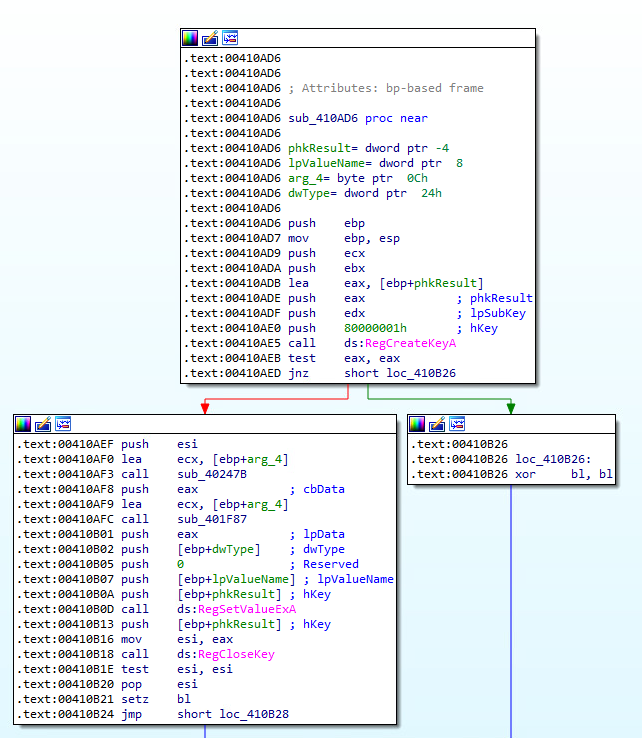 .text:00410AD6
.text:00410AD6
.text:00410AD6 ; Attributes: bp-based frame
.text:00410AD6
.text:00410AD6 sub_410AD6 proc near
.text:00410AD6
.text:00410AD6 phkResult= dword ptr -4
.text:00410AD6 lpValueName= dword ptr  8
.text:00410AD6 arg_4= byte ptr  0Ch
.text:00410AD6 dwType= dword ptr  24h
.text:00410AD6
.text:00410AD6 push    ebp
.text:00410AD7 mov     ebp, esp
.text:00410AD9 push    ecx
.text:00410ADA push    ebx
.text:00410ADB lea     eax, [ebp+phkResult]
.text:00410ADE push    eax             ; phkResult
.text:00410ADF push    edx             ; lpSubKey
.text:00410AE0 push    80000001h       ; hKey
.text:00410AE5 call    ds:RegCreateKeyA
.text:00410AEB test    eax, eax
.text:00410AED jnz     short loc_410B26
.text:00410AEF push    esi
.text:00410AF0 lea     ecx, [ebp+arg_4]
.text:00410AF3 call    sub_40247B
.text:00410AF8 push    eax             ; cbData
.text:00410AF9 lea     ecx, [ebp+arg_4]
.text:00410AFC call    sub_401F87
.text:00410B01 push    eax             ; lpData
.text:00410B02 push    [ebp+dwType]    ; dwType
.text:00410B05 push    0               ; Reserved
.text:00410B07 push    [ebp+lpValueName] ; lpValueName
.text:00410B0A push    [ebp+phkResult] ; hKey
.text:00410B0D call    ds:RegSetValueExA
.text:00410B13 push    [ebp+phkResult] ; hKey
.text:00410B16 mov     esi, eax
.text:00410B18 call    ds:RegCloseKey
.text:00410B1E test    esi, esi
.text:00410B20 pop     esi
.text:00410B21 setz    bl
.text:00410B24 jmp     short loc_410B28
.text:00410B26
.text:00410B26 loc_410B26:
.text:00410B26 xor     bl, bl